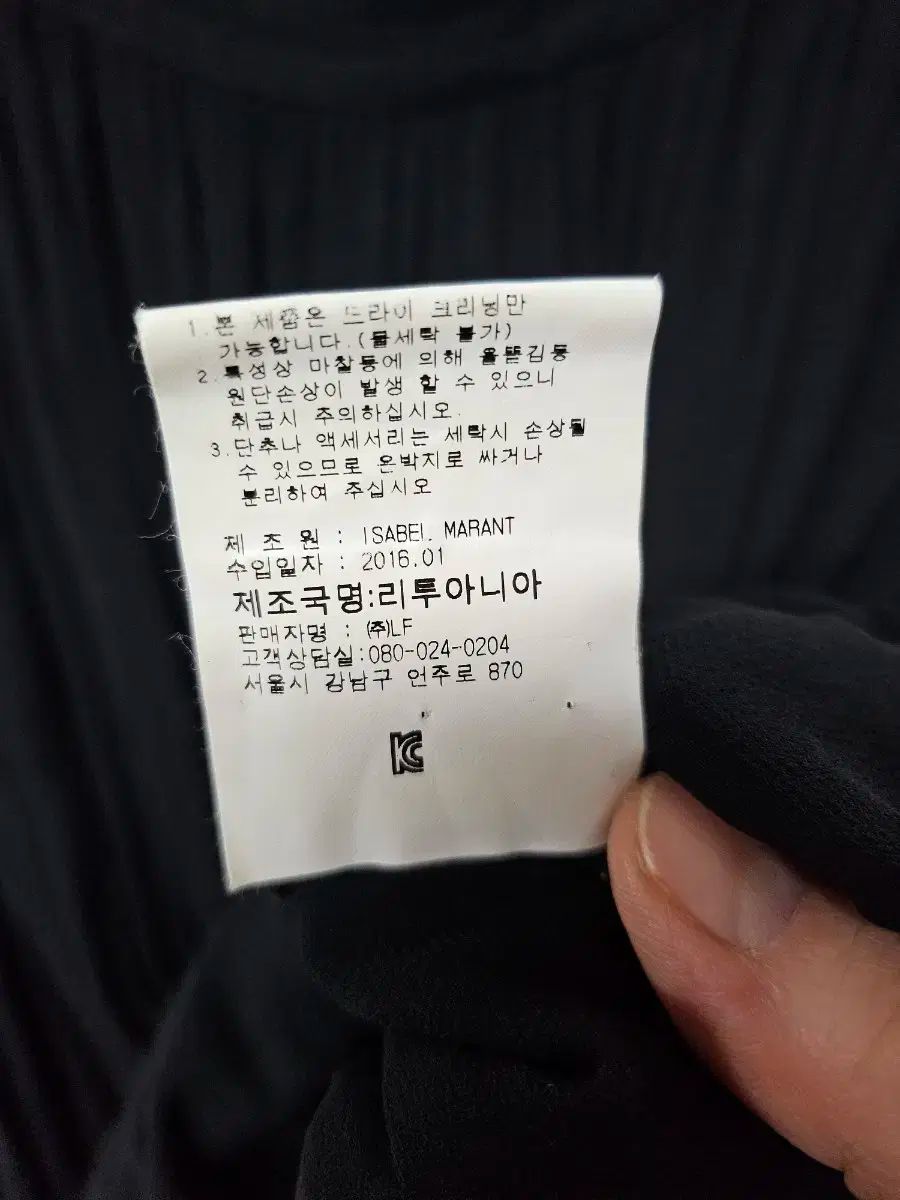 1.본 제품은 드라이 크리닝만
가능합니다.(물세탁 불가)
2.특성상 마찰등에 의해 올뜯김등
원단손상이 발생 할 수 있으니
취급시 주의하십시오.
3.단추나 액세서리는 세탁시 손상될
수 있으므로 은박지로 싸거나
분리하여 주십시오
제 조 원 : ISABEL MARANT
수입일자 : 2016.01
제조국명:리투아니아
판매자명 : ㈜LF
고객상담실:080-024-0204
서울시 강남구 언주로 870
KC